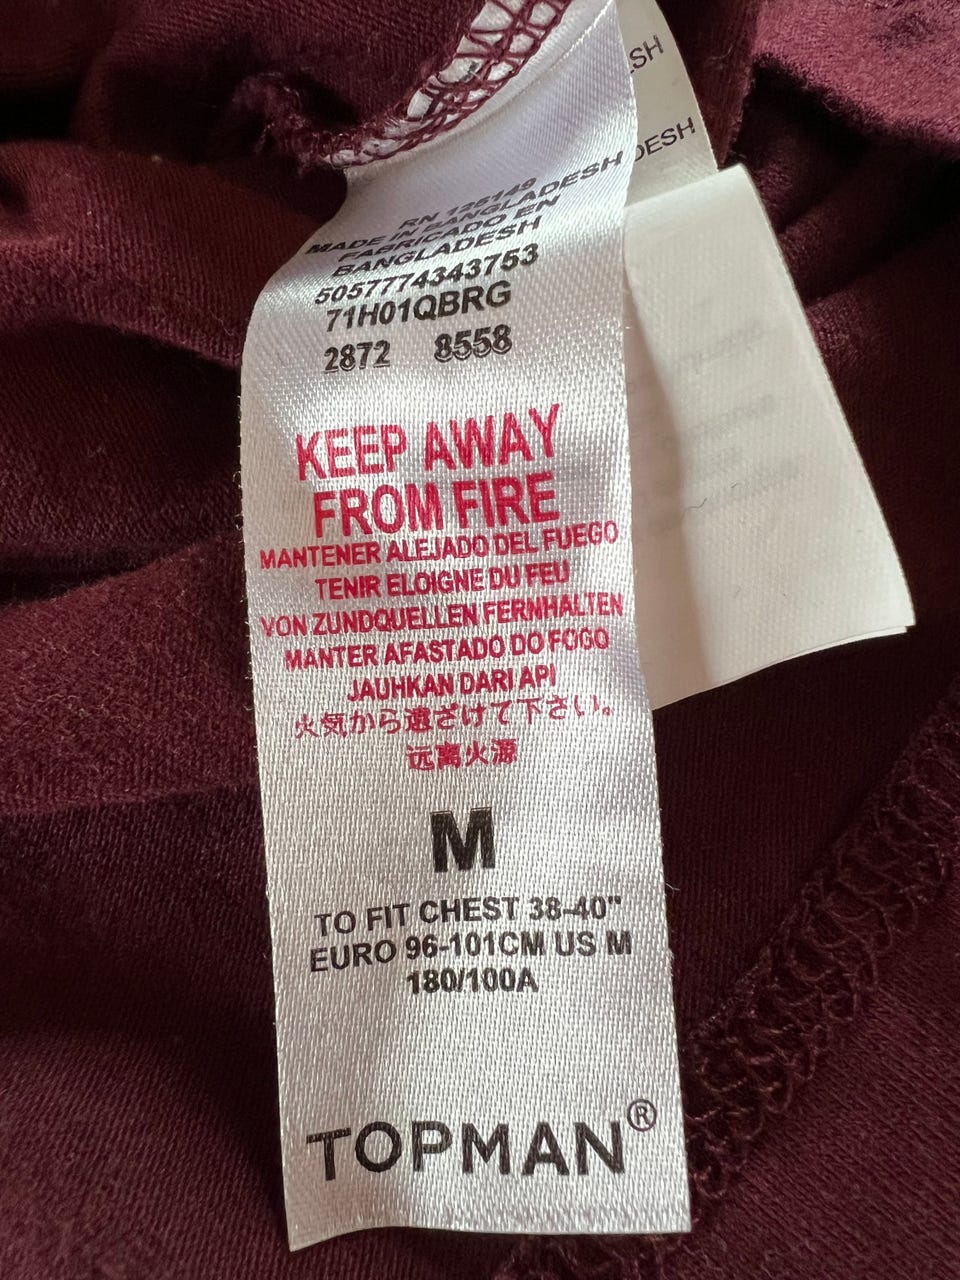 RN 125149
MADE IN BANGLADESH
FABRICADO EN
BANGLADESH
5057774343753
71H01QBRG
2872 8558
KEEP AWAY
FROM FIRE
MANTENER ALEJADO DEL FUEGO
TENIR ELOIGNE DU FEU
VON ZUNDQUELLEN FERNHALTEN
MANTER AFASTADO DO FOGO
JAUHKAN DARI API
火気から遠ざけて下さい。
远离火源
M
TO FIT CHEST 38-40"
EURO 96-101CM US M
180/100A
TOPMAN®
SH
DESH